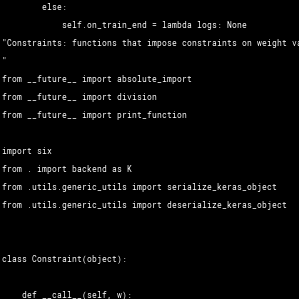 else:
self.on_train_end = lambda logs: None
"Constraints: functions that impose constraints on weight
"
from __future__ import absolute_import
from __future__ import division
from __future__ import print_function
import six
from . import backend as K
from .utils.generic_utils import serialize_keras_object
from .utils.generic_utils import deserialize_keras_object
class Constraint(object):
def __call__(self, w):